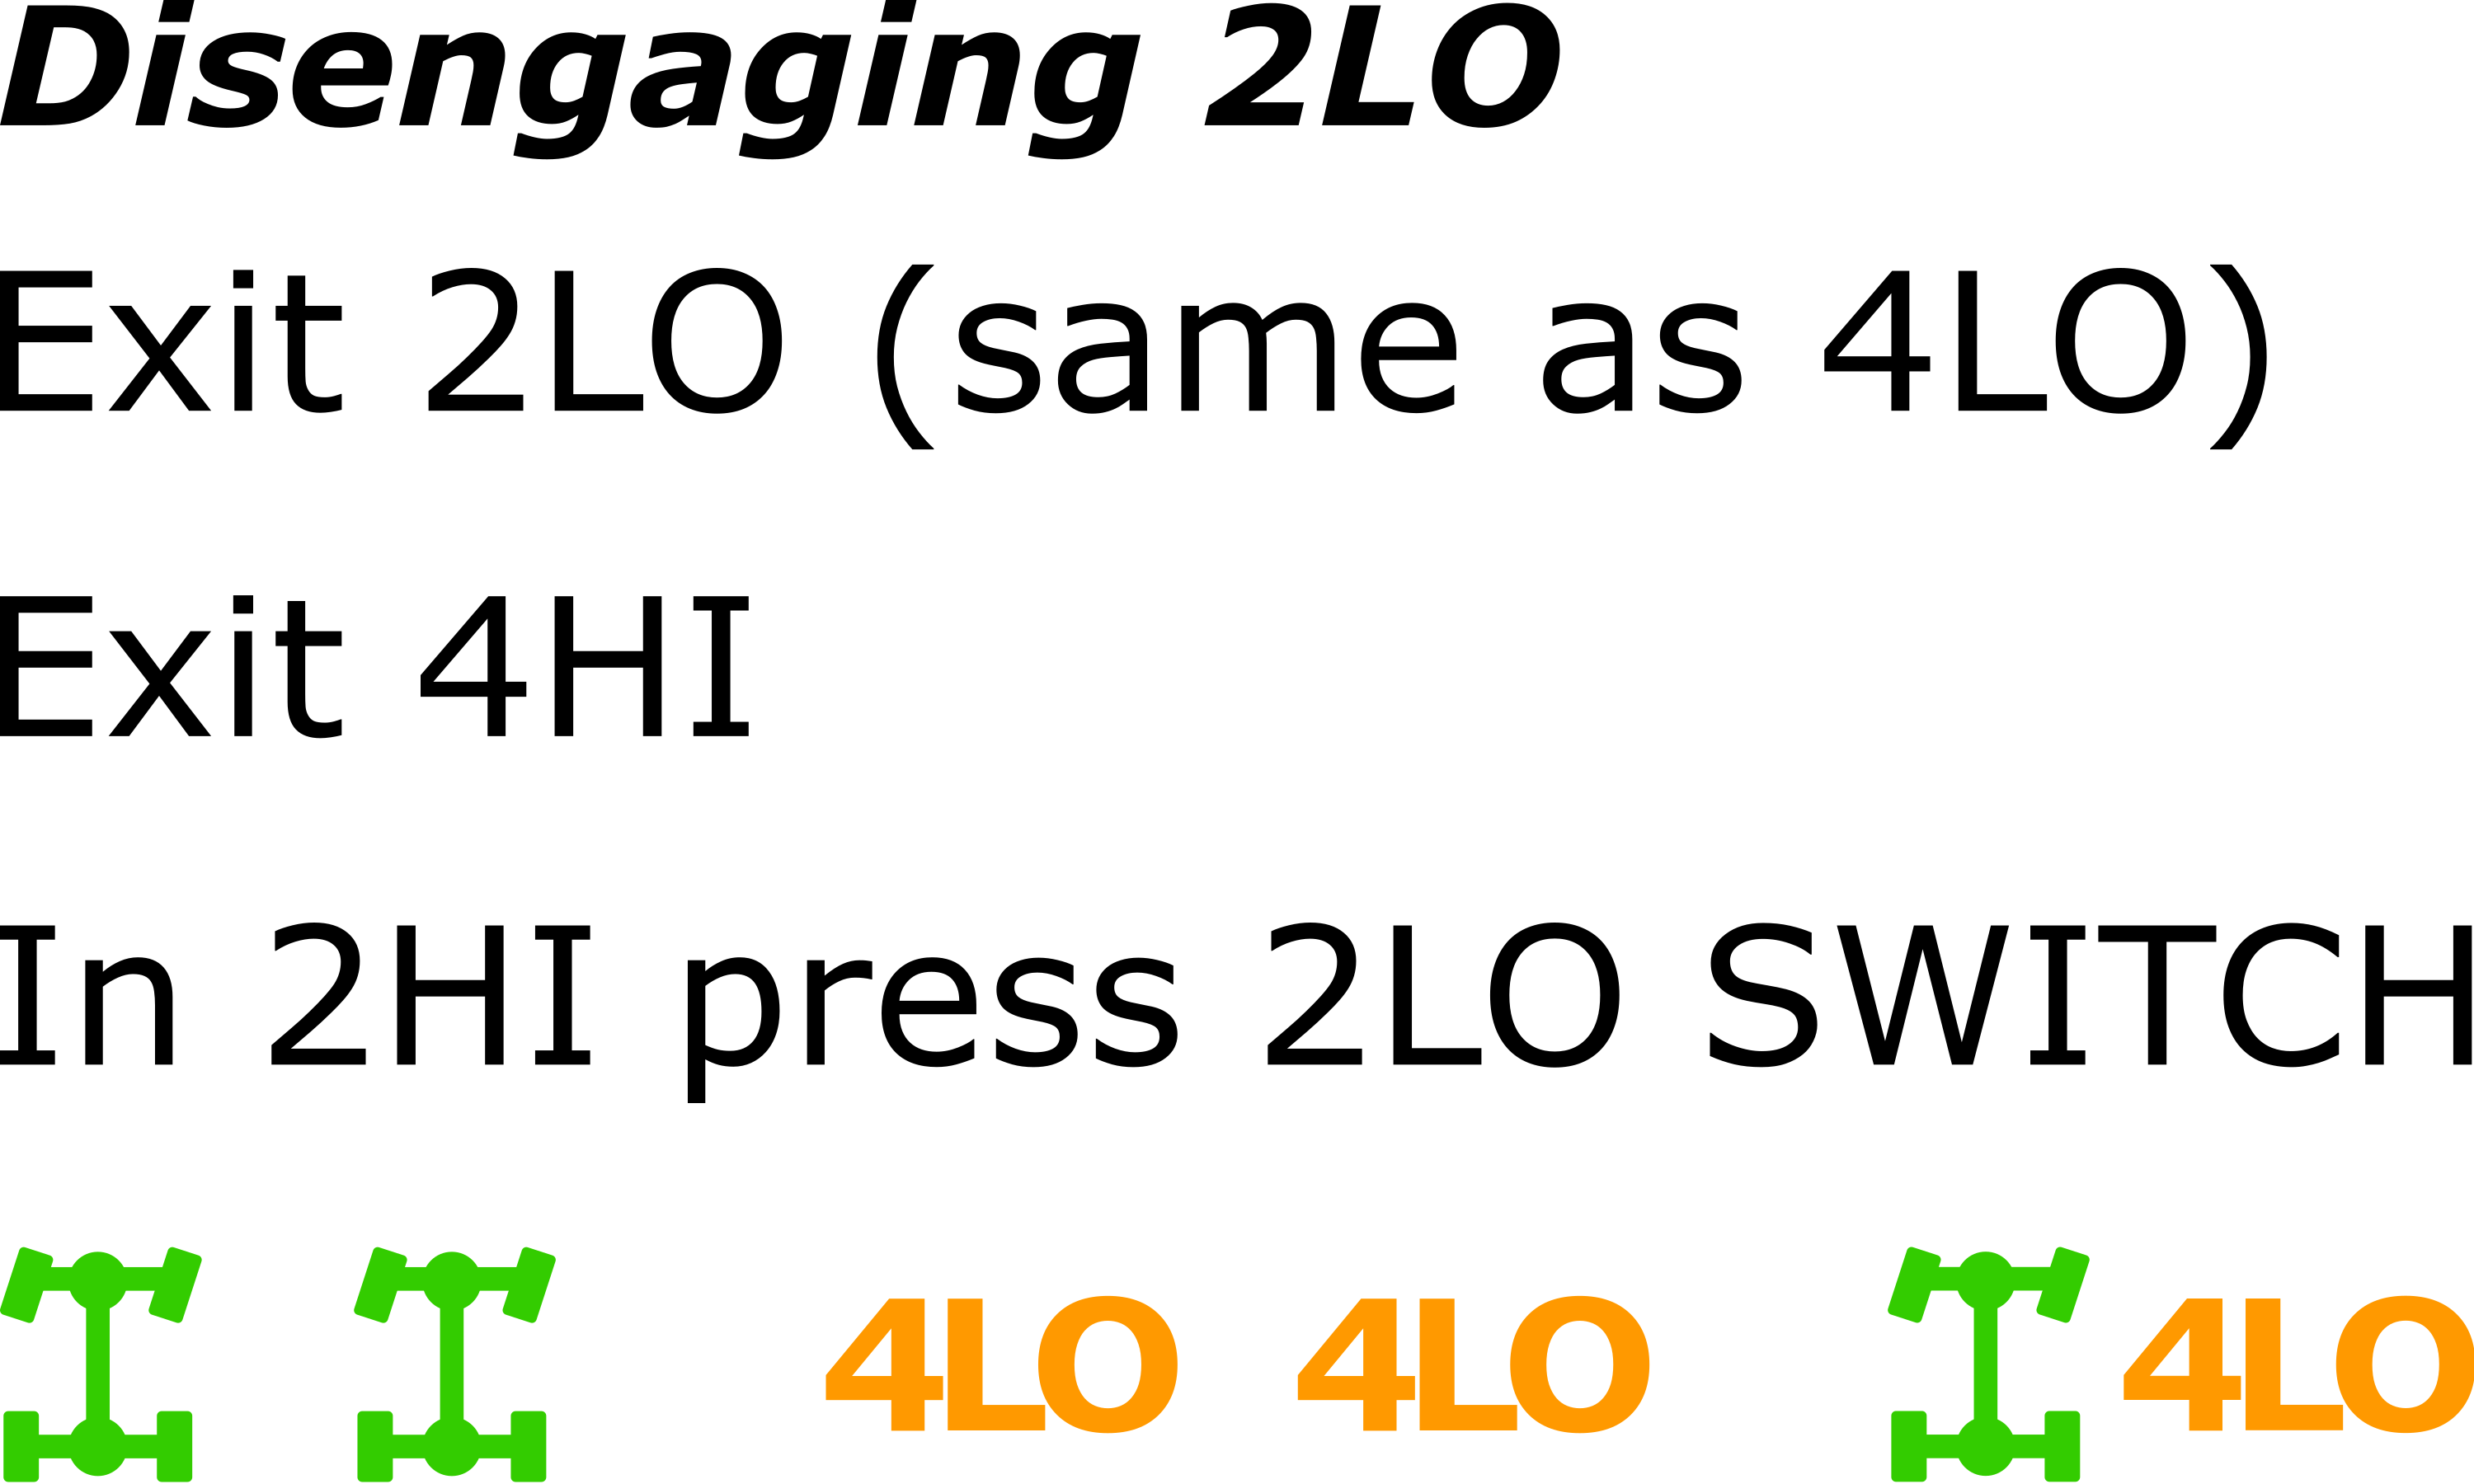 Disengaging 2LO
Exit 2LO (same as 4LO)
Exit 4HI
In 2HI press 2LO SWITCH
4LO 4LO 4LO